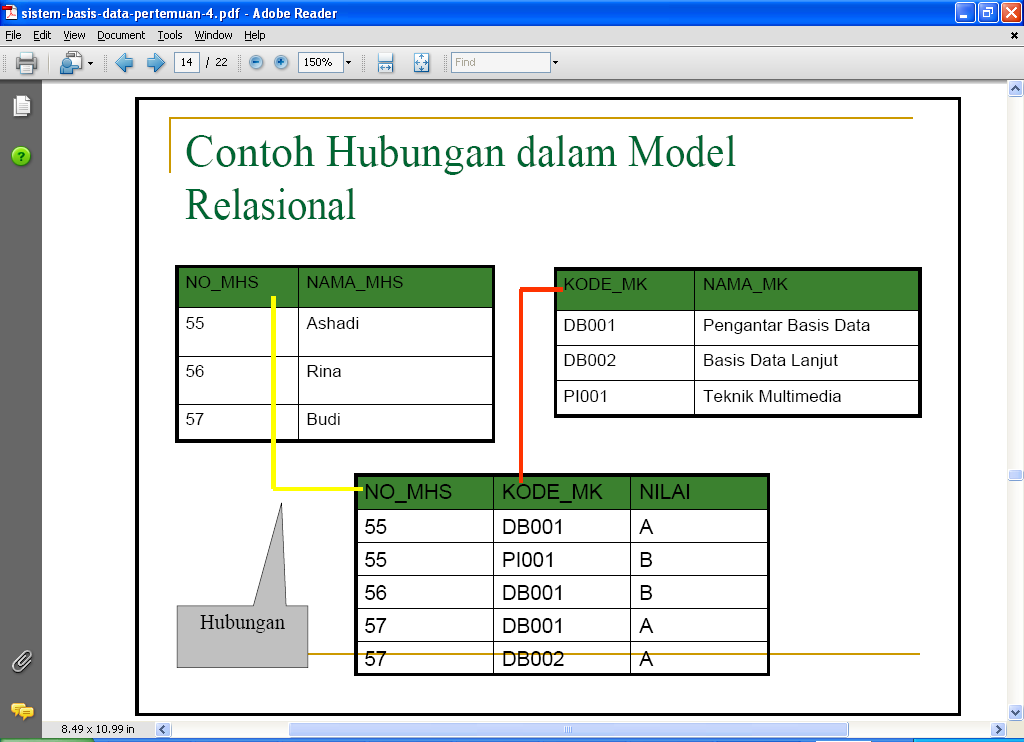 sistem-basis-data-pertemuan-4.pdf - Adobe Reader
File Edit View Document Tools Window Help
14 / 22 150% Find
Contoh Hubungan dalam Model
Relasional
NO_MHS NAMA_MHS
55 Ashadi
56 Rina
57 Budi
KODE_MK NAMA_MK
DB001 Pengantar Basis Data
DB002 Basis Data Lanjut
PI001 Teknik Multimedia
NO_MHS KODE_MK NILAI
55 DB001 A
55 PI001 B
56 DB001 B
57 DB001 A
57 DB002 A
Hubungan
8.49 x 10.99 in